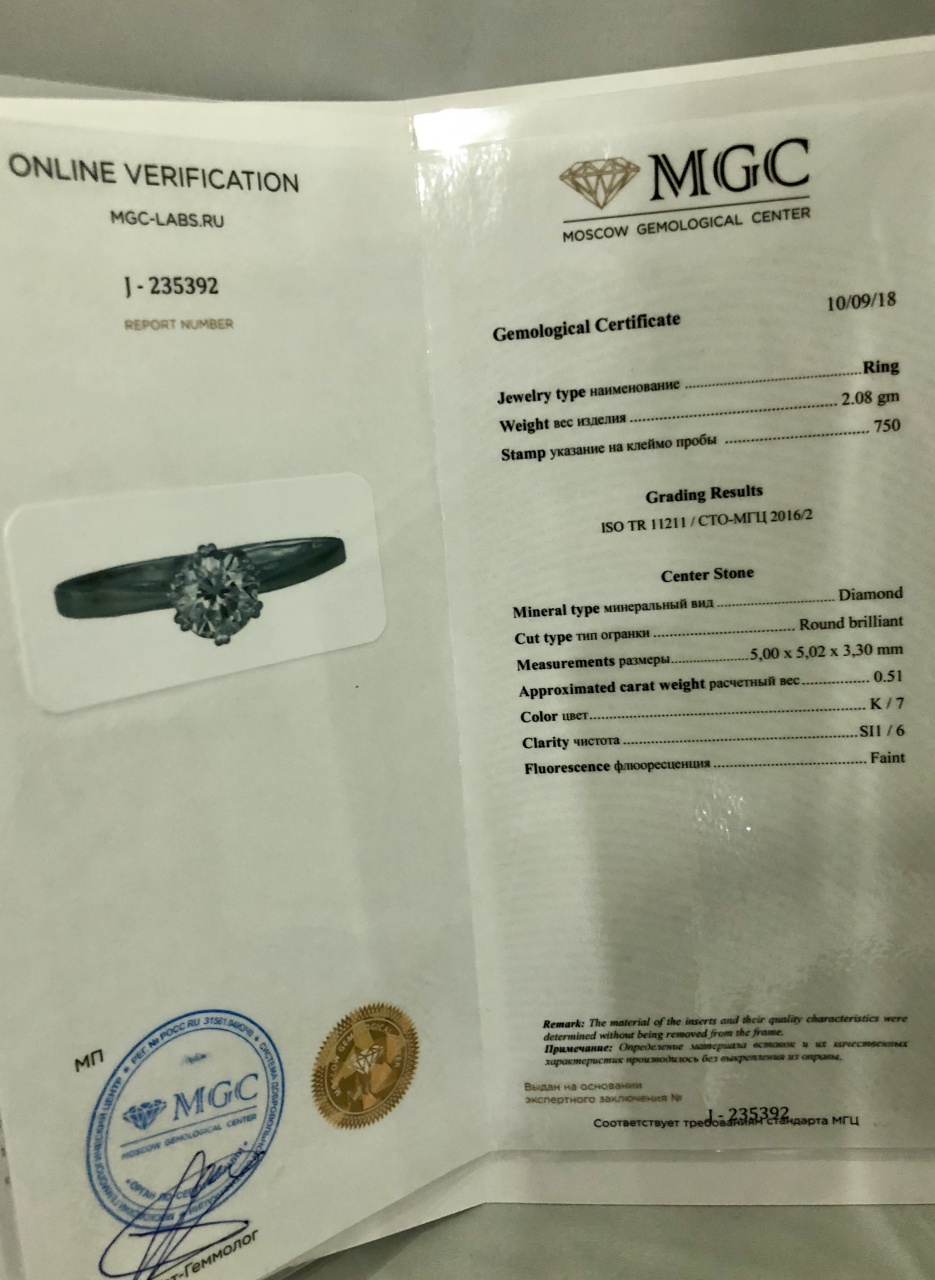 ONLINE VERIFICATION
MGC-LABS.RU
J - 235392
REPORT NUMBER
МП
РЕГ. № РОСС RU
MGC
MOSCOW GEMOLOGICAL CENTER
т-Геммолог
MGC
MOSCOW GEMOLOGICAL CENTER
10/09/18
Gemological Certificate
Jewelry type наименование ........ Ring
Weight вес изделия ........ 2.08 gm
Stamp указание на клеймо пробы ........ 750
Grading Results
ISO TR 11211 / СТО-МГЦ 2016/2
Center Stone
Mineral type минеральный вид ........ Diamond
Cut type тип огранки ........ Round brilliant
Measurements размеры ........ 5,00 x 5,02 x 3,30 mm
Approximated carat weight расчетный вес ........ 0.51
Color цвет ........ K / 7
Clarity чистота ........ SI1 / 6
Fluorescence флюоресценция ........ Faint
Remark: The material of the inserts and their quality characteristics were
determined without being removed from the frame.
Примечание: Определение материала вставок и их качественных
характеристик производилось без выкрепления из оправы.
Выдан на основании
экспертного заключения №
J - 235392
Соответствует требованиям стандарта МГЦ